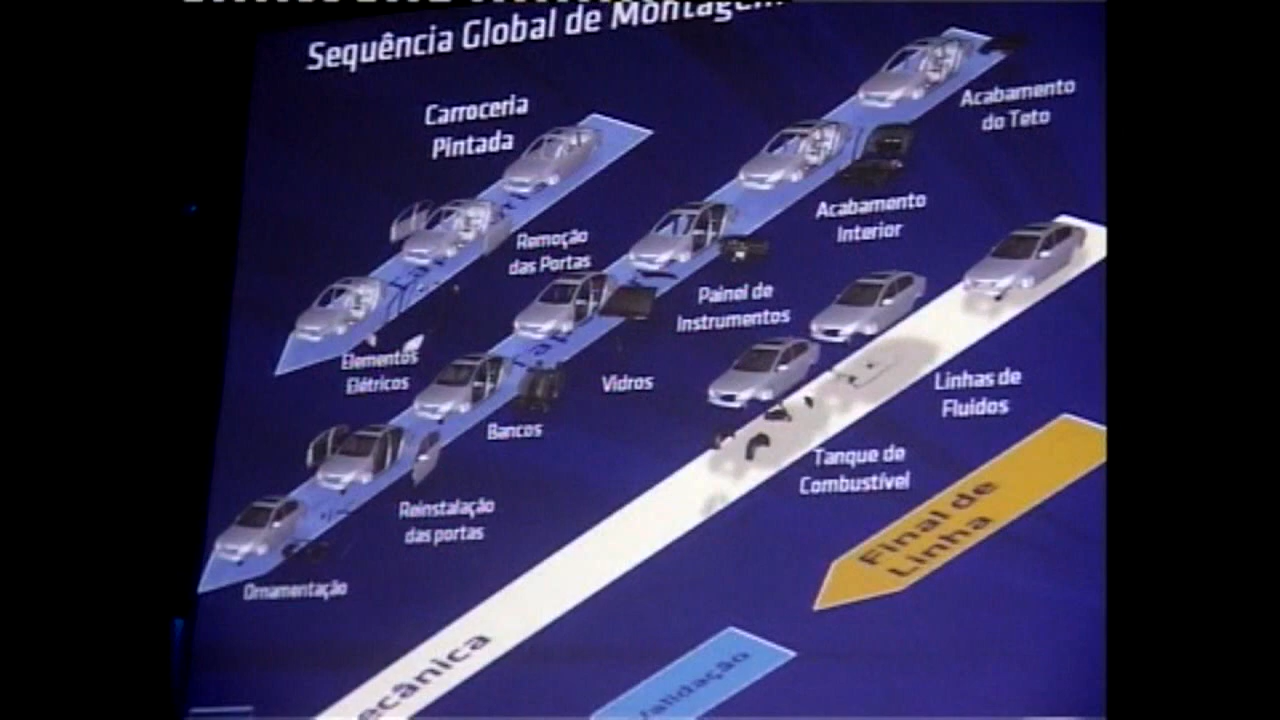 Sequência Global de Montagem
Carroceria
Pintada
Acabamento
do Teto
Acabamento
Interior
Remoção
das Portas
Painel de
Instrumentos
Elementos
Elétricos
Vidros
Linhas de
Fluidos
Bancos
Tanque de
Combustível
Reinstalação
das portas
Final de
Linha
Ornamentação
ecânica
Validação